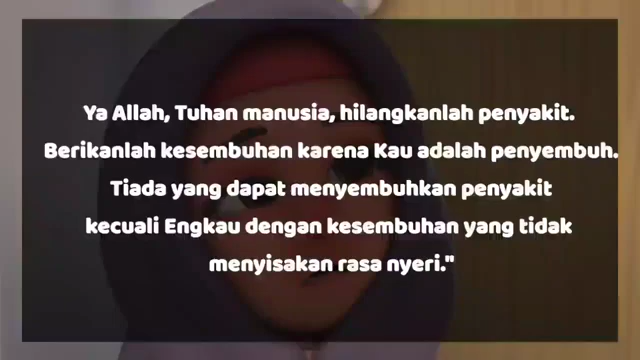 Ya Allah, Tuhan manusia, hilangkanlah penyakit.
Berikanlah kesembuhan karena Kau adalah penyembuh.
Tiada yang dapat menyembuhkan penyakit
kecuali Engkau dengan kesembuhan yang tidak
menyisakan rasa nyeri."